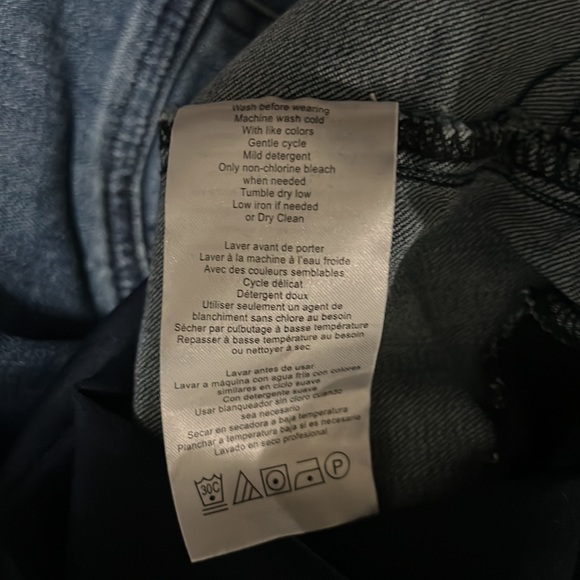 Wash before wearing
Machine wash cold
With like colors
Gentle cycle
Mild detergent
Only non-chlorine bleach
when needed
Tumble dry low
Low iron if needed
or Dry Clean
Laver avant de porter
Laver à la machine à l'eau froide
Avec des couleurs semblables
Cycle délicat
Détergent doux
Utiliser seulement un agent de
blanchiment sans chlore au besoin
Sécher par culbutage à basse température
Repasser à basse température au besoin
ou nettoyer à sec
Lavar antes de usar
Lavar a máquina con agua fría con colores
similares en ciclo suave
Con detergente suave
Usar blanqueador sin cloro cuando
sea necesario
Secar en secadora a baja temperatura
Planchar a temperatura baja si es necesario
Lavado en seco profesional
30C P